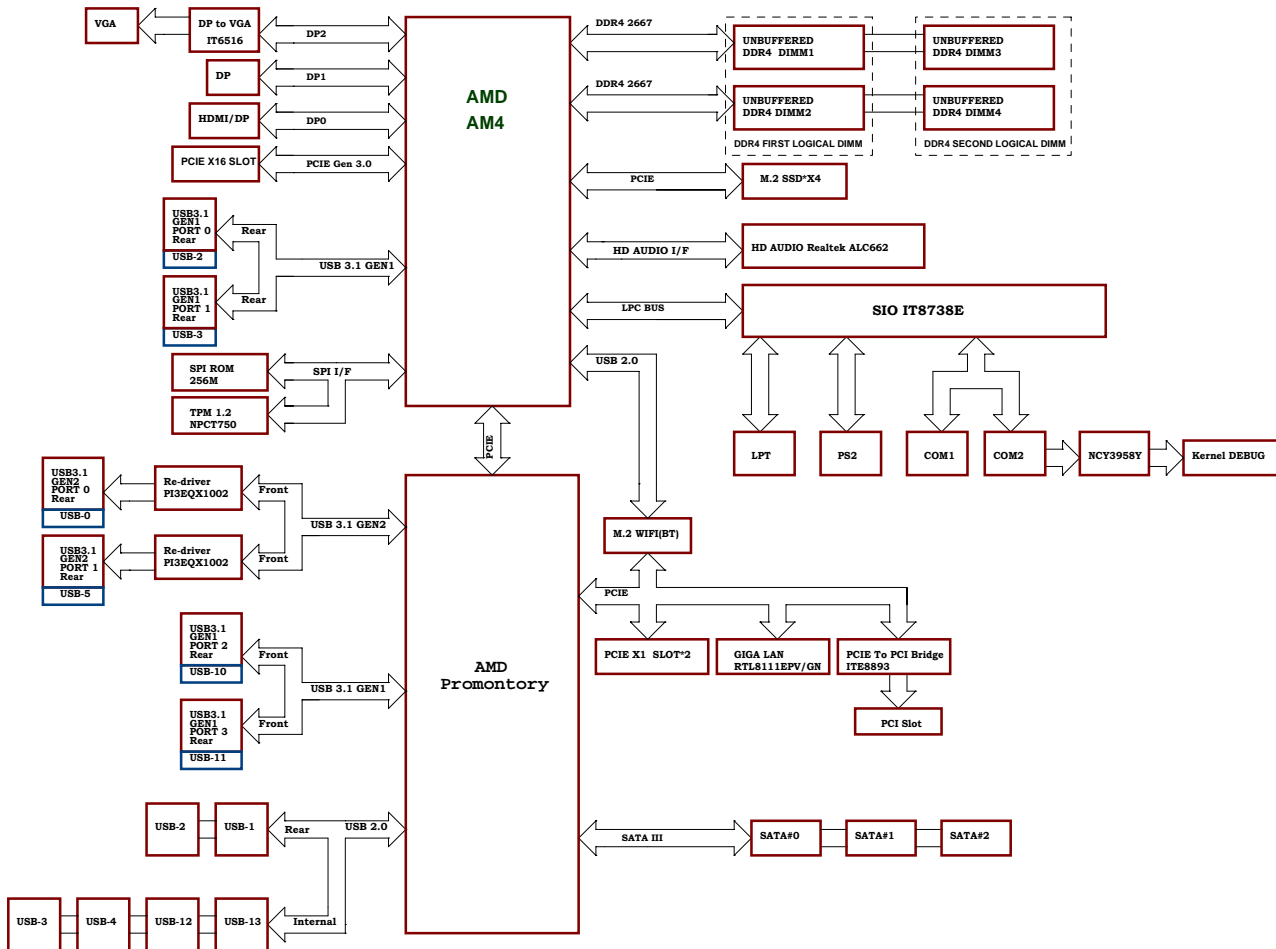 VGA
DP to VGA
IT6516
DP2
DP
DP1
HDMI/DP
DP0
PCIE X16 SLOT
PCIE Gen 3.0
AMD
AM4
DDR4 2667
UNBUFFERED
DDR4 DIMM1
UNBUFFERED
DDR4 DIMM3
DDR4 2667
UNBUFFERED
DDR4 DIMM2
UNBUFFERED
DDR4 DIMM4
DDR4 FIRST LOGICAL DIMM
DDR4 SECOND LOGICAL DIMM
PCIE
M.2 SSD*X4
USB3.1
GEN1
PORT 0
Rear
USB-2
Rear
USB 3.1 GEN1
USB3.1
GEN1
PORT 1
Rear
USB-3
Rear
HD AUDIO I/F
HD AUDIO Realtek ALC662
LPC BUS
SIO IT8738E
SPI ROM
256M
SPI I/F
TPM 1.2
NPCT750
USB 2.0
PCIE
LPT
PS2
COM1
COM2
NCY3958Y
Kernel DEBUG
USB3.1
GEN2
PORT 0
Rear
USB-0
Re-driver
PI3EQX1002
Front
USB 3.1 GEN2
USB3.1
GEN2
PORT 1
Rear
USB-5
Re-driver
PI3EQX1002
Front
M.2 WIFI(BT)
PCIE
PCIE X1 SLOT*2
GIGA LAN
RTL8111EPV/GN
PCIE To PCI Bridge
ITE8893
PCI Slot
USB3.1
GEN1
PORT 2
Rear
USB-10
Front
USB 3.1 GEN1
USB3.1
GEN1
PORT 3
Rear
USB-11
Front
AMD
Promontory
USB-2
USB-1
Rear
USB 2.0
SATA III
SATA#0
SATA#1
SATA#2
USB-3
USB-4
USB-12
USB-13
Internal